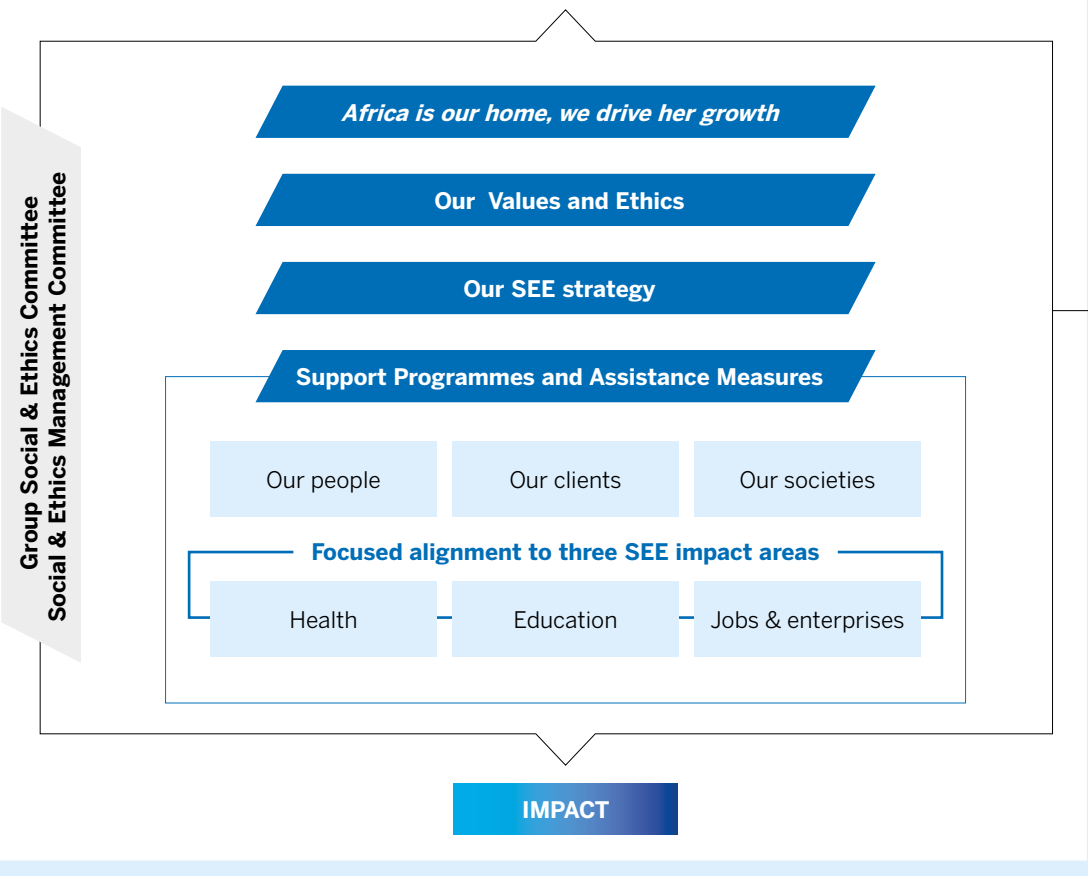 Group Social & Ethics Committee
Social & Ethics Management Committee
Africa is our home, we drive her growth
Our Values and Ethics
Our SEE strategy
Support Programmes and Assistance Measures
Our people
Our clients
Our societies
Focused alignment to three SEE impact areas
Health
Education
Jobs & enterprises
IMPACT